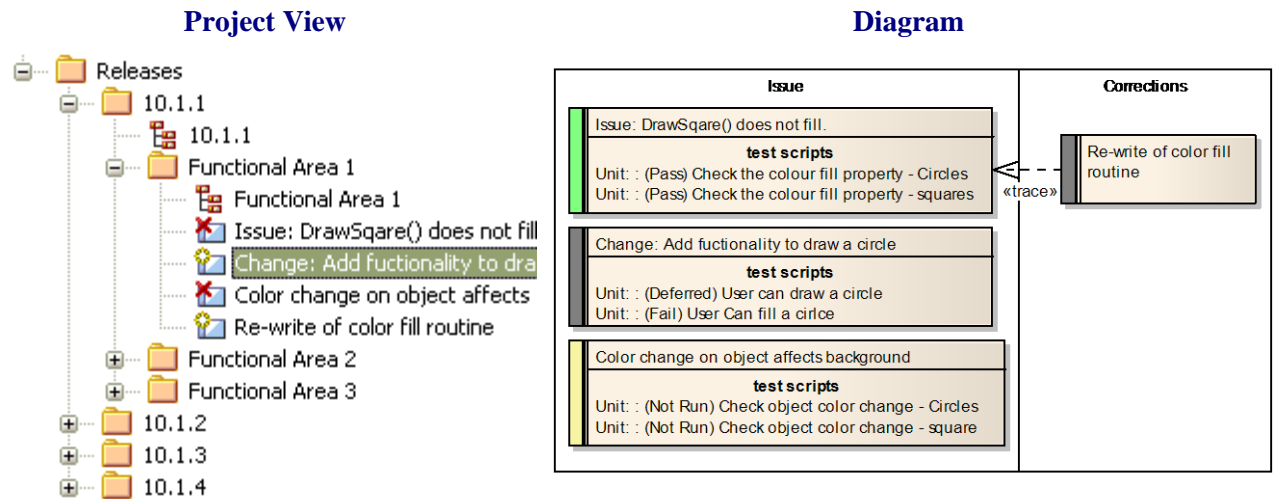 Project View
Releases
10.1.1
10.1.1
Functional Area 1
Functional Area 1
Issue: DrawSqare() does not fill
Change: Add fuctionality to dra
Color change on object affects
Re-write of color fill routine
Functional Area 2
Functional Area 3
10.1.2
10.1.3
10.1.4
Diagram
Issue
Issue: DrawSqare() does not fill.
test scripts
Unit: : (Pass) Check the colour fill property - Circles
Unit: : (Pass) Check the colour fill property - squares
Change: Add fuctionality to draw a circle
test scripts
Unit: : (Deferred) User can draw a circle
Unit: : (Fail) User Can fill a cirlce
Color change on object affects background
test scripts
Unit: : (Not Run) Check object color change - Circles
Unit: : (Not Run) Check object color change - square
Corrections
Re-write of color fill
routine
«trace»